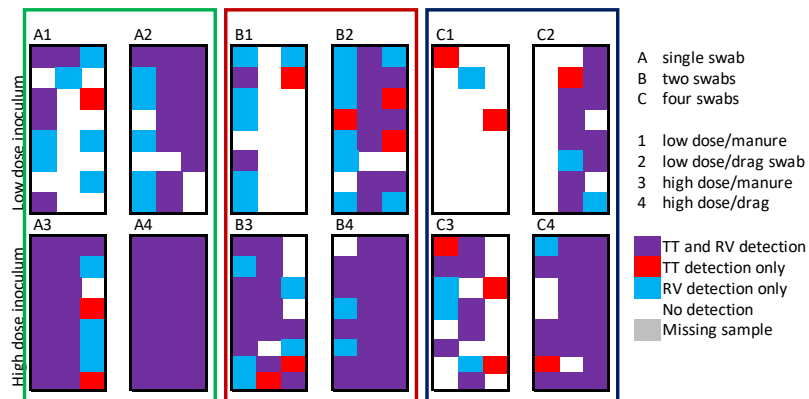 A1 A2 B1 B2 C1 C2
Low dose inoculum
A single swab
B two swabs
C four swabs
1 low dose/manure
2 low dose/drag swab
3 high dose/manure
4 high dose/drag
A3 A4 B3 B4 C3 C4
High dose inoculum
TT and RV detection
TT detection only
RV detection only
No detection
Missing sample